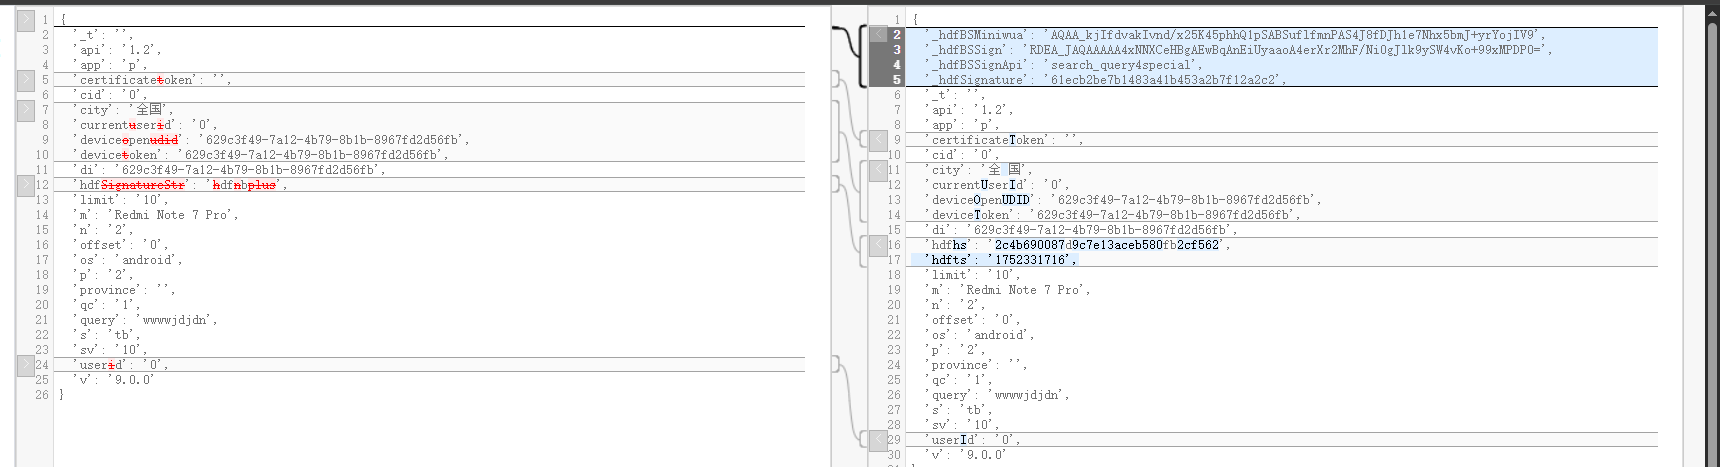 1 {
2 '_t': '',
3 'api': '1.2',
4 'app': 'p',
5 'certificatetoken': '',
6 'cid': '0',
7 'city': '全国',
8 'currentuserid': '0',
9 'deviceopenudid': '629c3f49-7a12-4b79-8b1b-8967fd2d56fb',
10 'devicetoken': '629c3f49-7a12-4b79-8b1b-8967fd2d56fb',
11 'di': '629c3f49-7a12-4b79-8b1b-8967fd2d56fb',
12 'hdfSignatureStr': 'hdfnbplus',
13 'limit': '10',
14 'm': 'Redmi Note 7 Pro',
15 'n': '2',
16 'offset': '0',
17 'os': 'android',
18 'p': '2',
19 'province': '',
20 'qc': '1',
21 'query': 'wwwwjdjdn',
22 's': 'tb',
23 'sv': '10',
24 'userid': '0',
25 'v': '9.0.0'
26 }
1 {
2 '_hdfBSMiniwua': 'AQAA_kjIfdvakIvnd/x25K45phhQ1pSABSuflfmnPAS4J8fDJh1e7Nhx5bmJ+yrYojIV9',
3 '_hdfBSSign': 'RDEA_JAQAAAAA4xNNXCeHBgAEwBqAnEiUyaaoA4erXr2MhF/Ni0gJlk9ySW4vKo+99xMPDP0=',
4 '_hdfBSSignApi': 'search_query4special',
5 '_hdfSignature': '61ecb2be7b1483a41b453a2b7f12a2c2',
6 '_t': '',
7 'api': '1.2',
8 'app': 'p',
9 'certificateToken': '',
10 'cid': '0',
11 'city': '全 国',
12 'currentUserId': '0',
13 'deviceOpenUDID': '629c3f49-7a12-4b79-8b1b-8967fd2d56fb',
14 'deviceToken': '629c3f49-7a12-4b79-8b1b-8967fd2d56fb',
15 'di': '629c3f49-7a12-4b79-8b1b-8967fd2d56fb',
16 'hdfhs': '2c4b690087d9c7e13aceb580fb2cf562',
17 'hdfts': '1752331716',
18 'limit': '10',
19 'm': 'Redmi Note 7 Pro',
20 'n': '2',
21 'offset': '0',
22 'os': 'android',
23 'p': '2',
24 'province': '',
25 'qc': '1',
26 'query': 'wwwwjdjdn',
27 's': 'tb',
28 'sv': '10',
29 'userId': '0',
30 'v': '9.0.0'